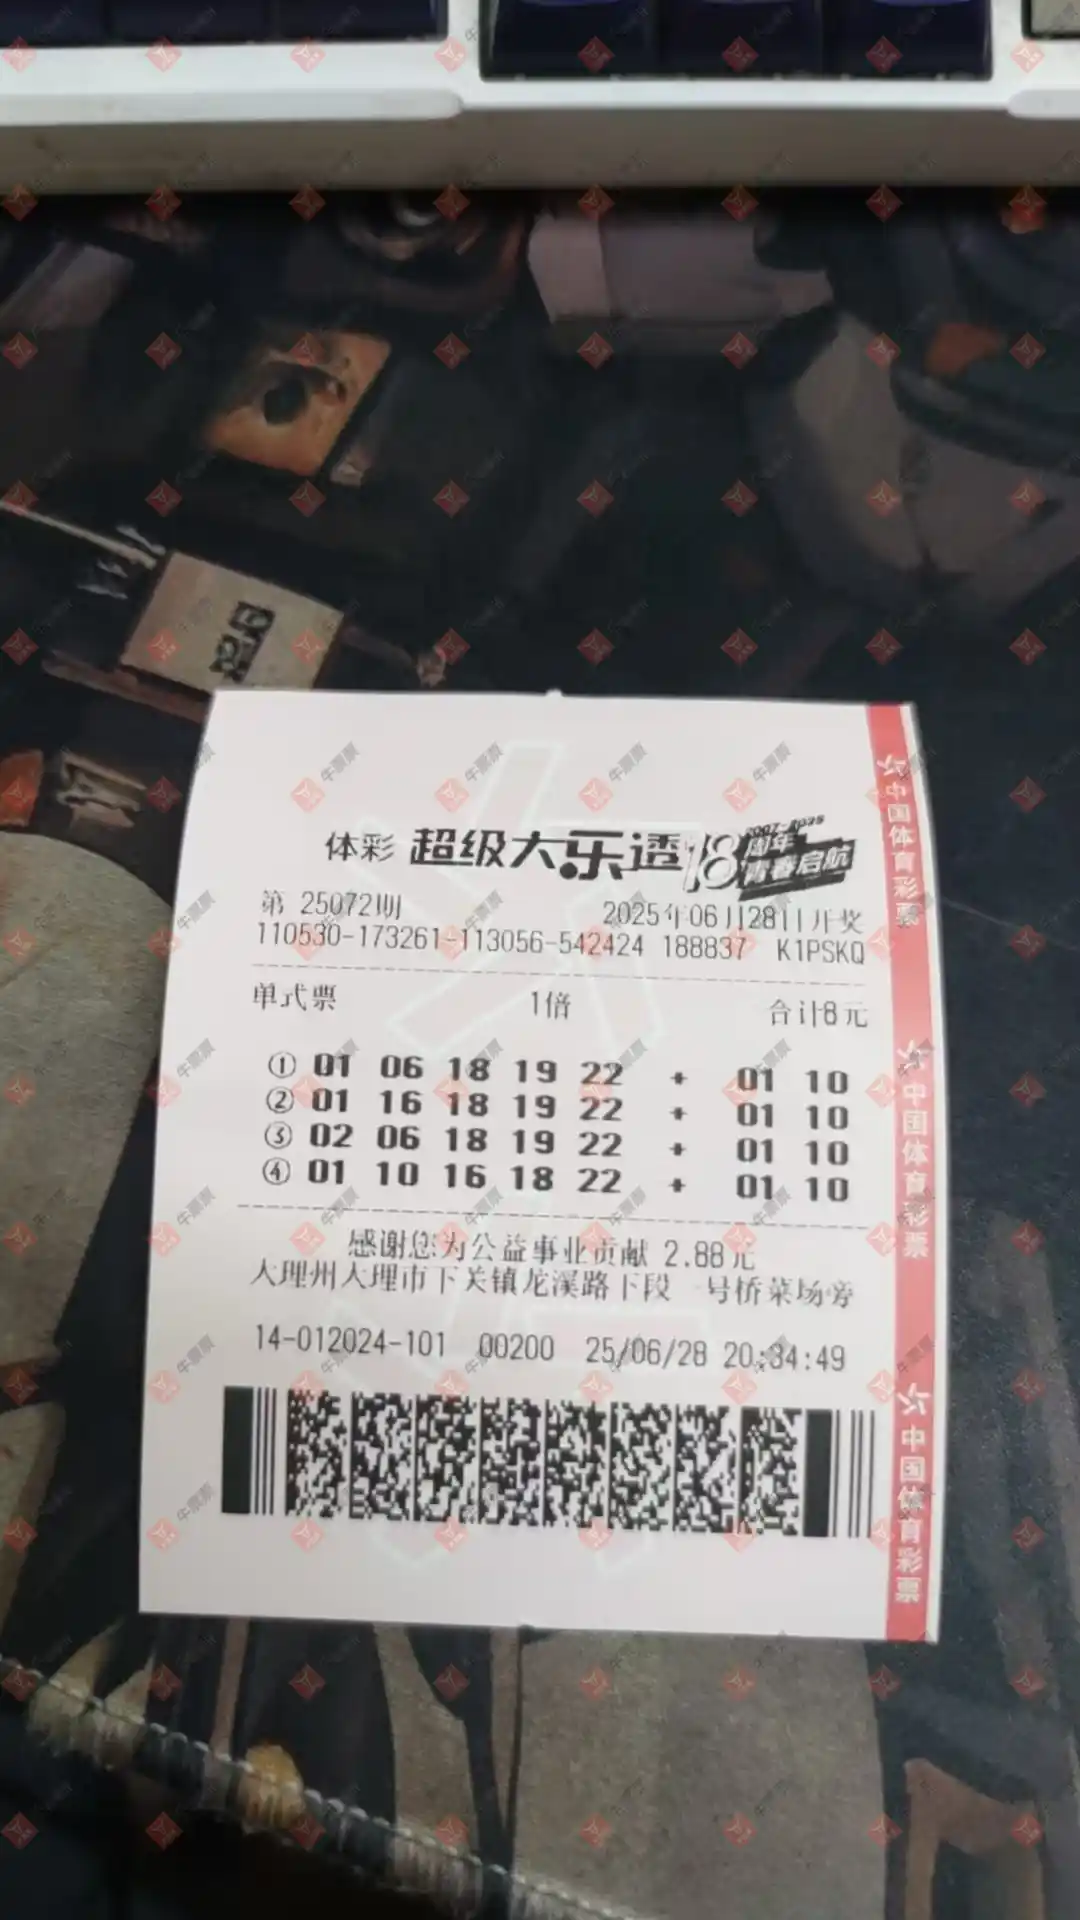 体彩 超级大乐透 18周年 2007-2025 青春启航
第 25072期 2025年06月28日开奖
110530-173261-113056-542424 188837 K1PSKQ
单式票 1倍 合计8元
① 01 06 18 19 22 + 01 10
② 01 16 18 19 22 + 01 10
③ 02 06 18 19 22 + 01 10
④ 01 10 16 18 22 + 01 10
感谢您为公益事业贡献 2.88元
大理州大理市下关镇龙溪路下段一号桥菜场旁
14-012024-101 00200 25/06/28 20:34:49
中国体育彩票
中国体育彩票
中国体育彩票
牛票票